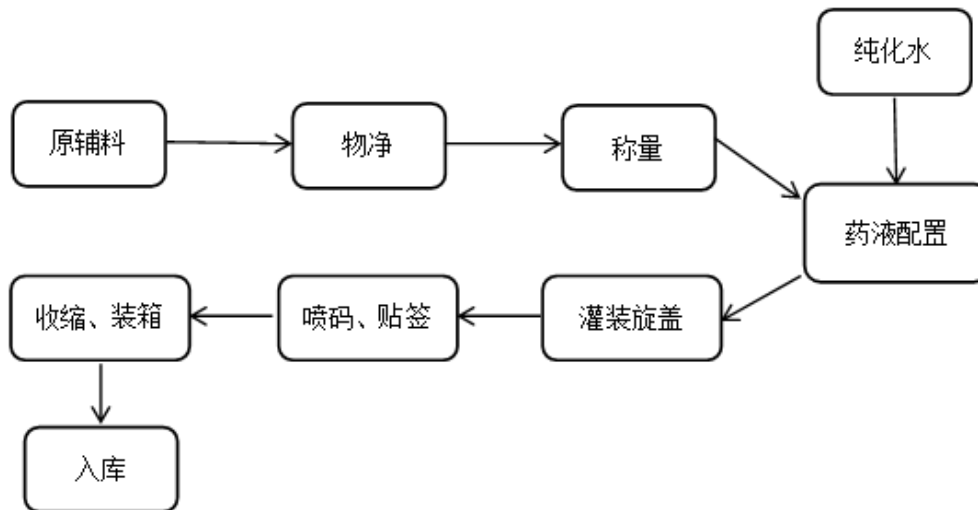 纯化水
原辅料
物净
称量
药液配置
收缩、装箱
喷码、贴签
灌装旋盖
入库